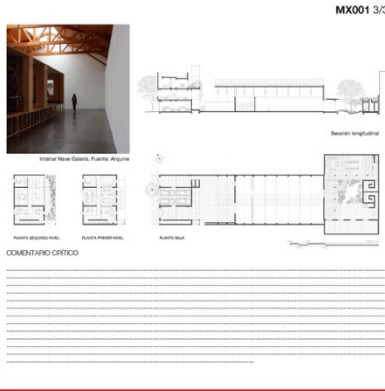 MX001 3/3
Sección longitudinal
Interior Nave Galería. Fuente: Arquine
PLANTA SEGUNDO NIVEL
PLANTA PRIMER NIVEL
PLANTA BAJA
COMENTARIO CRÍTICO